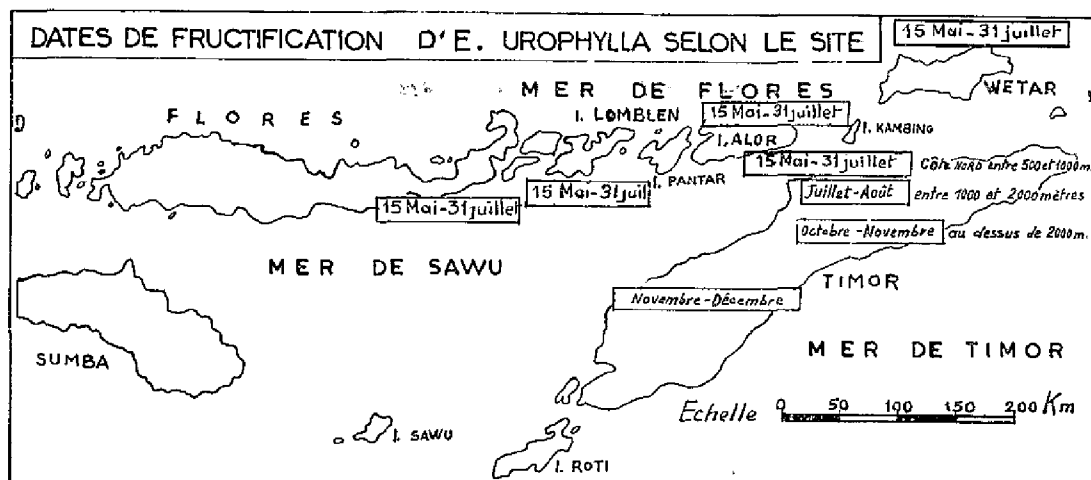 DATES DE FRUCTIFICATION D'E. UROPHYLLA SELON LE SITE
15 Mai-31 juillet
WETAR
MER DE FLORES
FLORES
I. LOMBLEN
15 Mai-31 juillet
I. KAMBING
I. ALOR
15 Mai-31 juillet
Côte NORD entre 500 et 1000 m.
I. PANTAR
15 Mai-31 juil
15 Mai-31 juillet
Juillet-Août
entre 1000 et 2000 mètres
Octobre-Novembre
au dessus de 2000 m.
MER DE SAWU
TIMOR
Novembre-Décembre
SUMBA
MER DE TIMOR
Echelle
0 50 100 150 200 Km
I. SAWU
I. ROTI